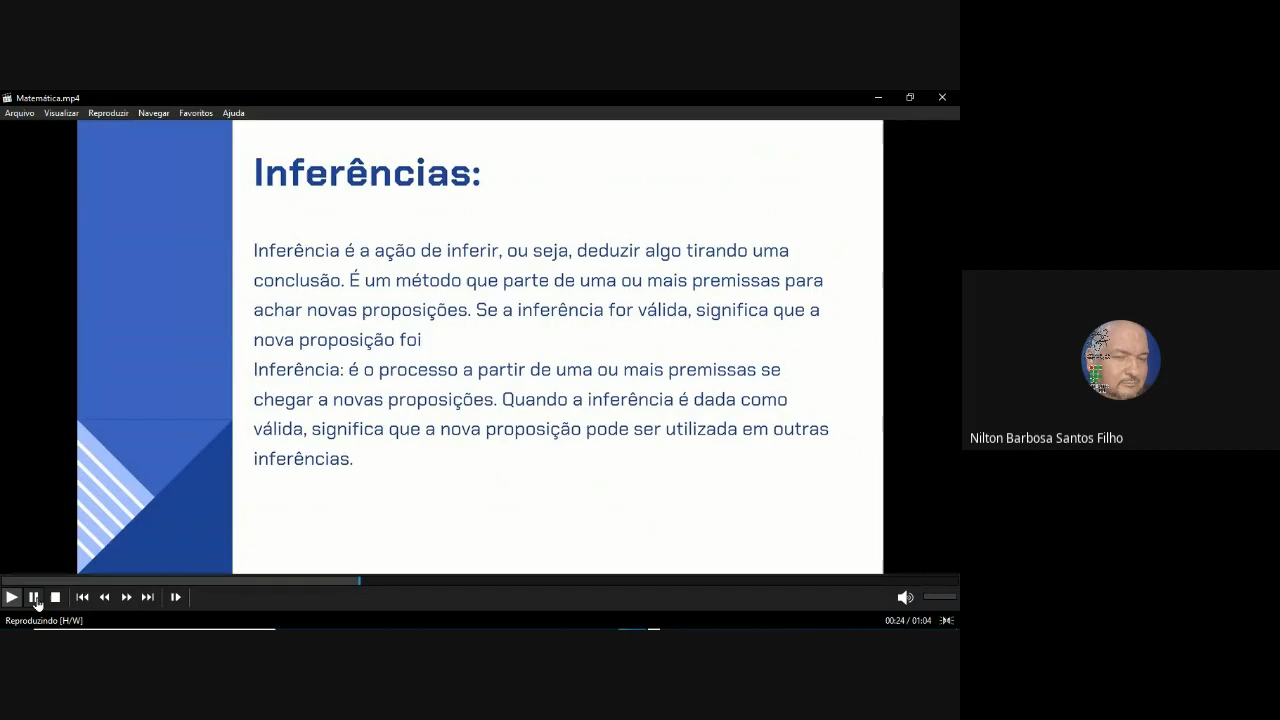 Matemática.mp4
Arquivo Visualizar Reproduzir Navegar Favoritos Ajuda
Inferências:
Inferência é a ação de inferir, ou seja, deduzir algo tirando uma
conclusão. É um método que parte de uma ou mais premissas para
achar novas proposições. Se a inferência for válida, significa que a
nova proposição foi
Inferência: é o processo a partir de uma ou mais premissas se
chegar a novas proposições. Quando a inferência é dada como
válida, significa que a nova proposição pode ser utilizada em outras
inferências.
Nilton Barbosa Santos Filho
Reproduzindo [H/W]
00:24 / 01:04